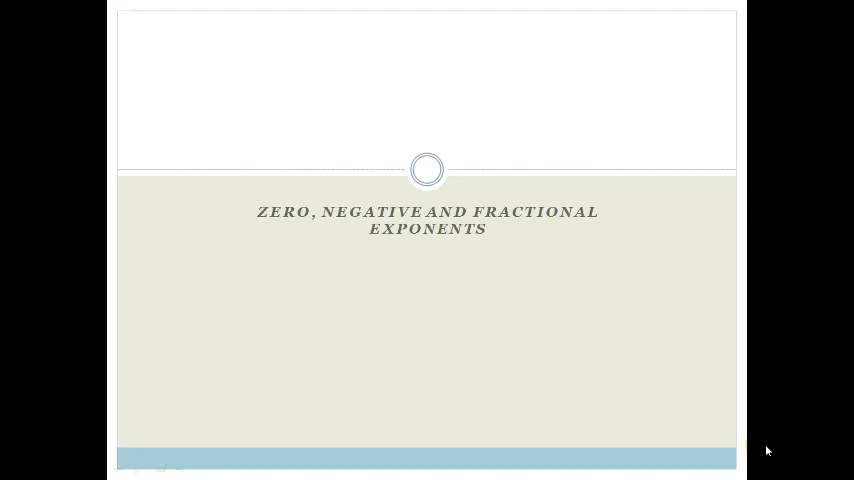 ZERO, NEGATIVE AND FRACTIONAL
EXPONENTS